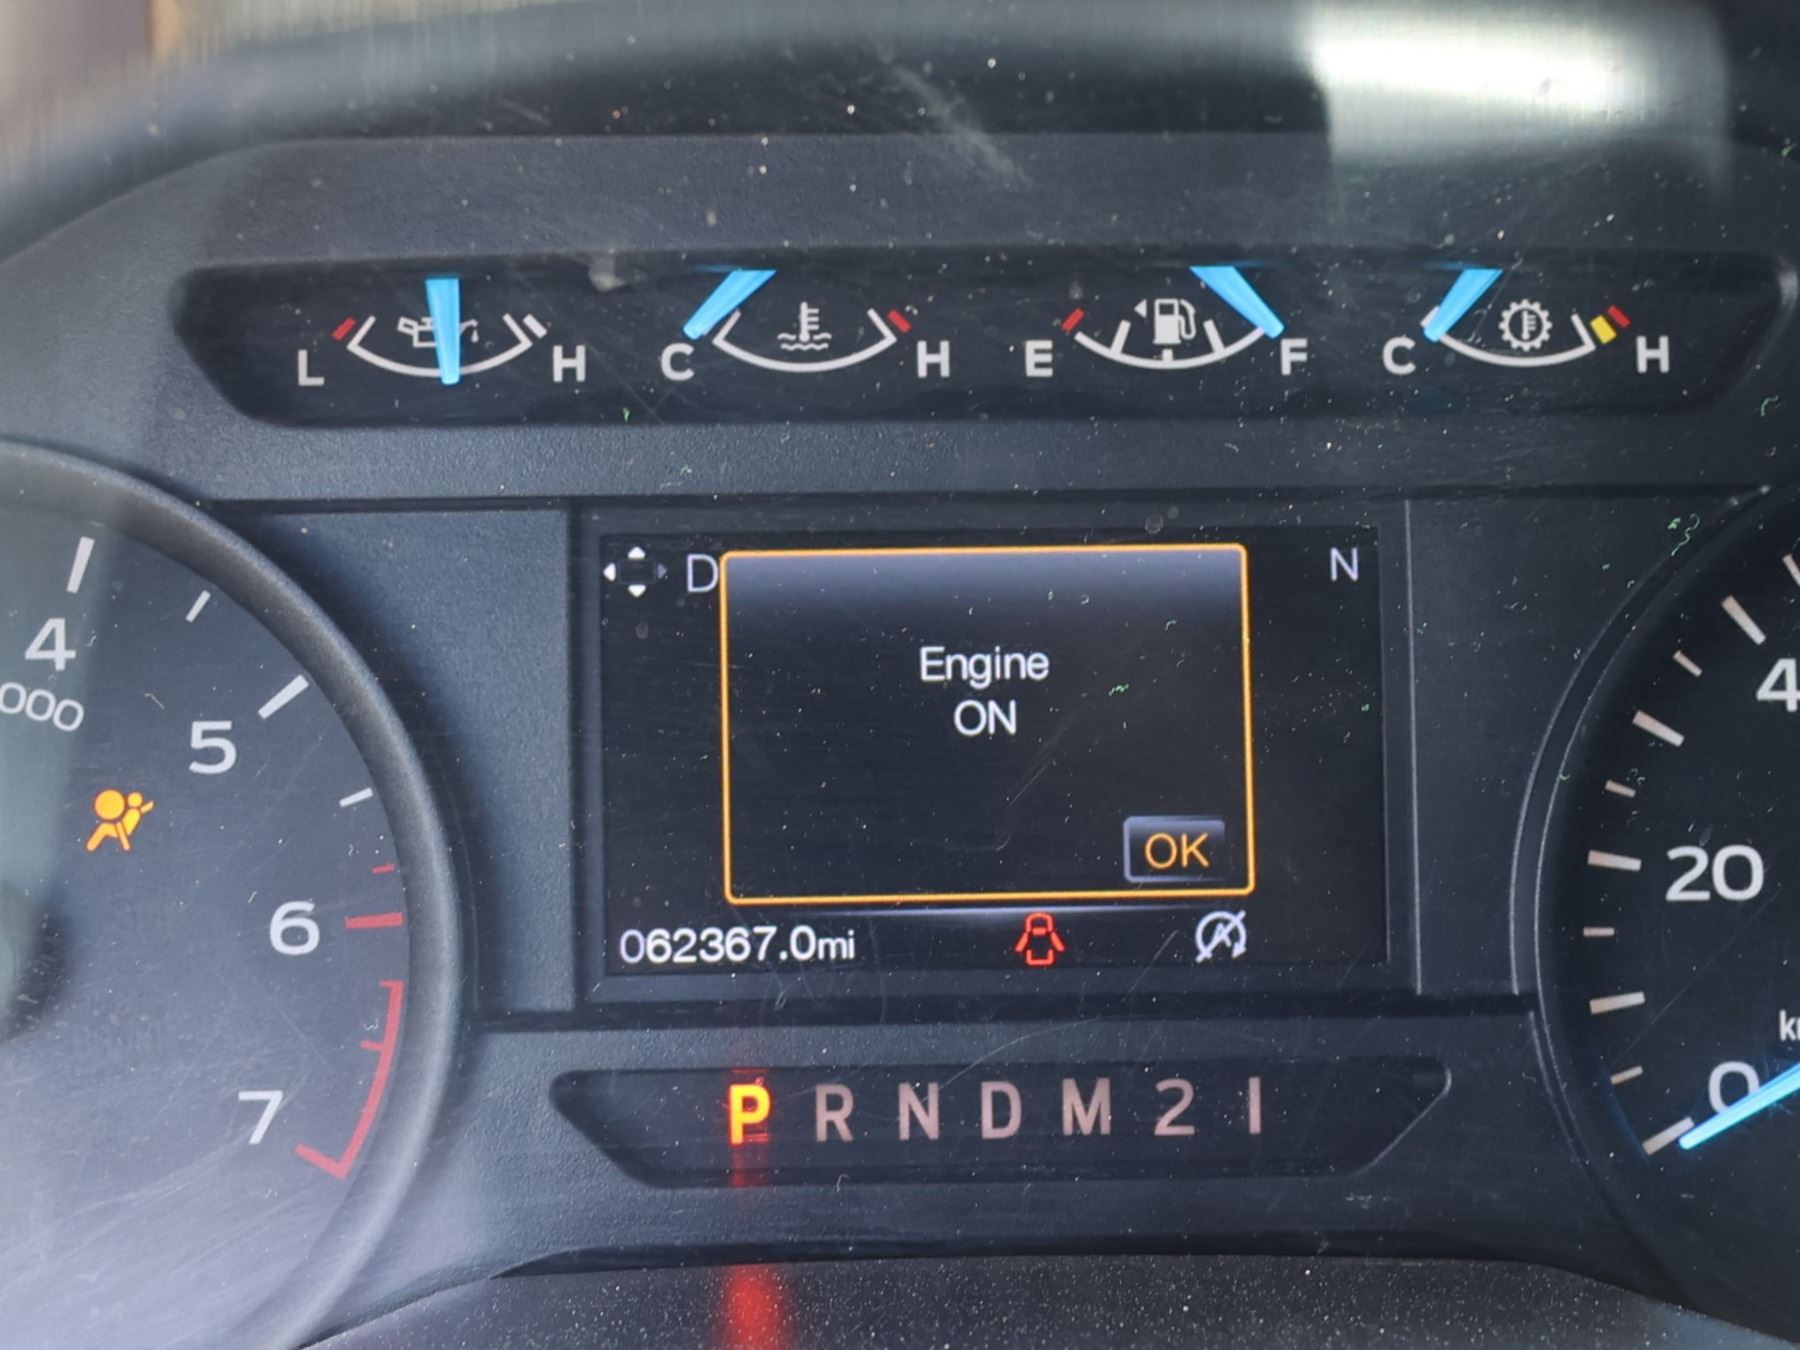 L H C H E F C H
D N
Engine
ON
OK
062367.0mi
4
000
5
6
7
4
20
0
P R N D M 2 1